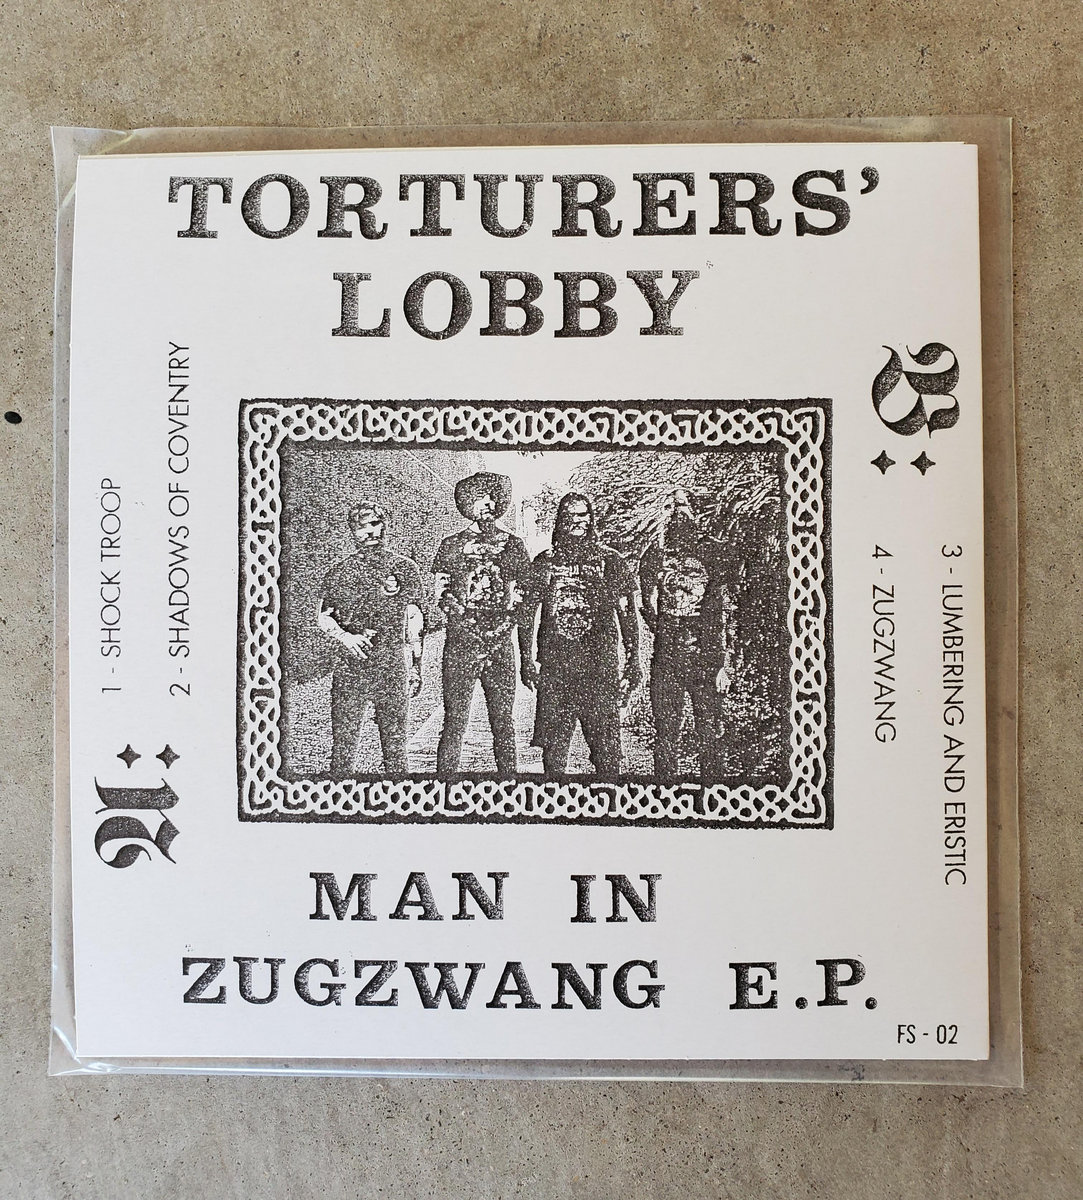 TORTURERS'
LOBBY
A:
1 - SHOCK TROOP
2 - SHADOWS OF COVENTRY
B:
3 - LUMBERING AND ERISTIC
4 - ZUGZWANG
MAN IN
ZUGZWANG E.P.
FS - 02